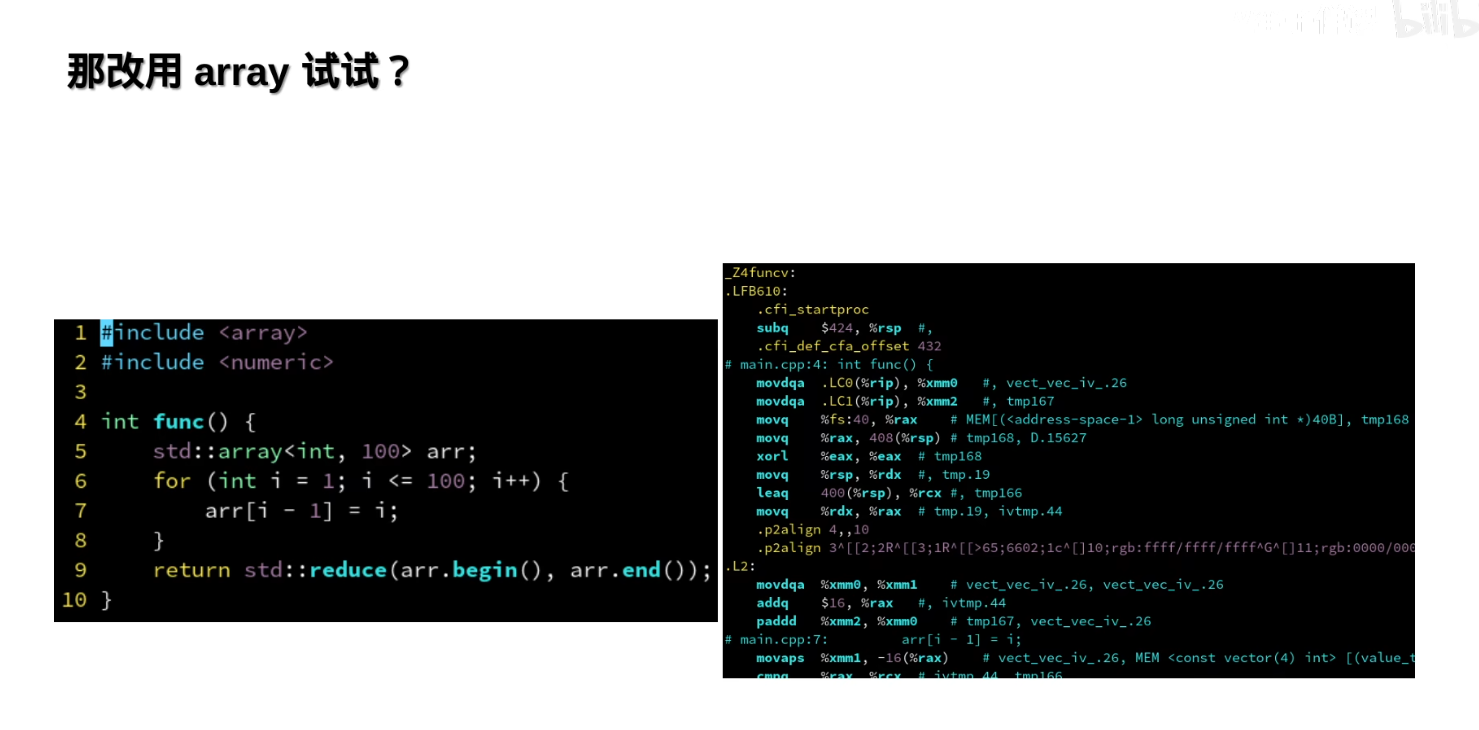 bilib
那改用 array 试试？
1 #include <array>
2 #include <numeric>
3
4 int func() {
5     std::array<int, 100> arr;
6     for (int i = 1; i <= 100; i++) {
7         arr[i - 1] = i;
8     }
9     return std::reduce(arr.begin(), arr.end());
10 }
_Z4funcv:
.LFB610:
    .cfi_startproc
    subq    $424, %rsp  #,
    .cfi_def_cfa_offset 432
# main.cpp:4: int func() {
    movdqa  .LC0(%rip), %xmm0   #, vect_vec_iv_.26
    movdqa  .LC1(%rip), %xmm2   #, tmp167
    movq    %fs:40, %rax    # MEM[(<address-space-1> long unsigned int *)40B], tmp168
    movq    %rax, 408(%rsp) # tmp168, D.15627
    xorl    %eax, %eax  # tmp168
    movq    %rsp, %rdx  #, tmp.19
    leaq    400(%rsp), %rcx #, tmp166
    movq    %rdx, %rax  # tmp.19, ivtmp.44
    .p2align 4,,10
    .p2align 3^[[2;2R^[[3;1R^[[>65;6602;1c^[]10;rgb:ffff/ffff/ffff^G^[]11;rgb:0000/000
.L2:
    movdqa  %xmm0, %xmm1    # vect_vec_iv_.26, vect_vec_iv_.26
    addq    $16, %rax   #, ivtmp.44
    paddd   %xmm2, %xmm0    # tmp167, vect_vec_iv_.26
# main.cpp:7:         arr[i - 1] = i;
    movaps  %xmm1, -16(%rax)    # vect_vec_iv_.26, MEM <const vector(4) int> [(value_t
    cmpq    %rax, %rcx  # ivtmp.44, tmp166